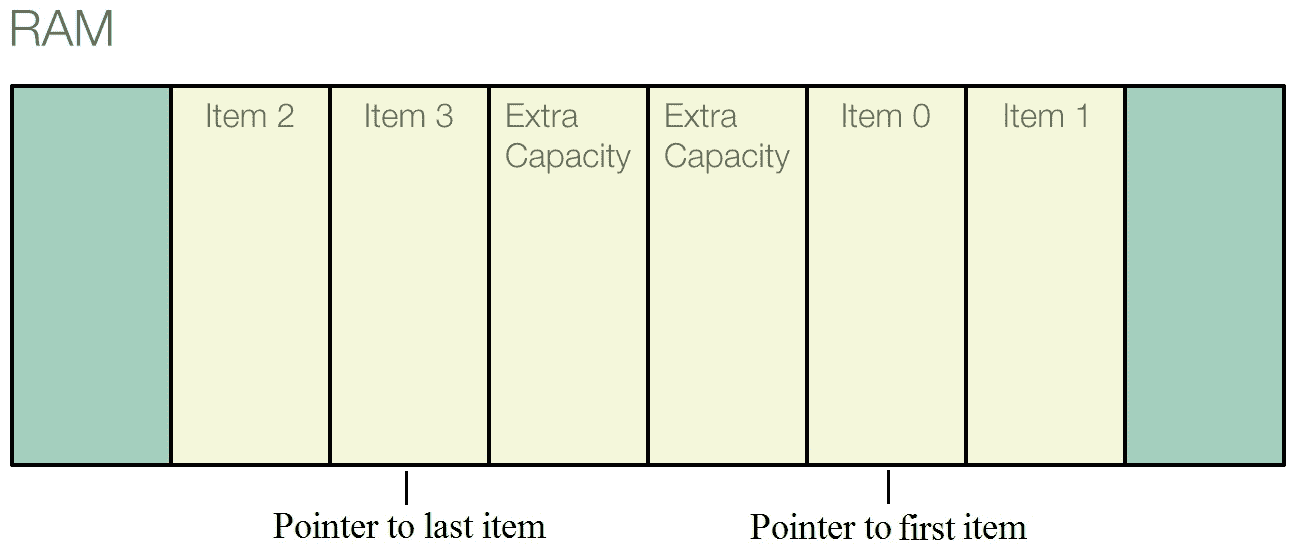 RAM
Item 2
Item 3
Extra
Capacity
Extra
Capacity
Item 0
Item 1
Pointer to last item
Pointer to first item